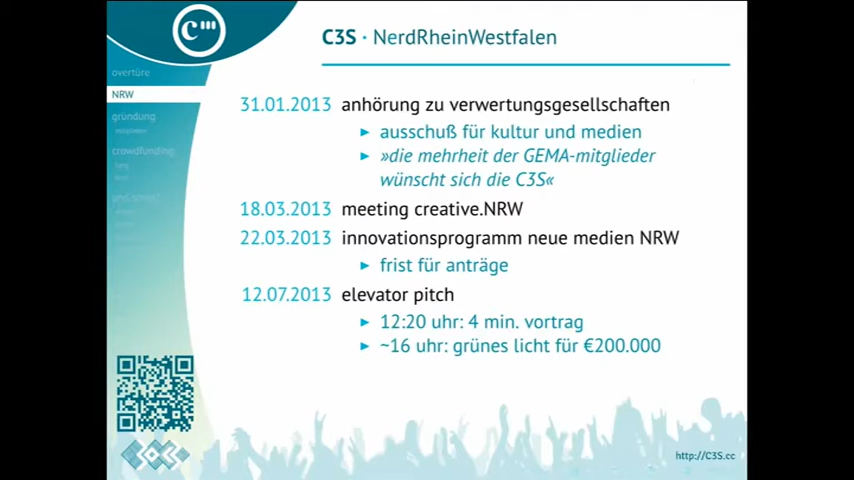 C3S · NerdRheinWestfalen
overtüre
NRW
gründung
crowdfunding
31.01.2013 anhörung zu verwertungsgesellschaften
▸ ausschuß für kultur und medien
▸ »die mehrheit der GEMA-mitglieder
wünscht sich die C3S«
18.03.2013 meeting creative.NRW
22.03.2013 innovationsprogramm neue medien NRW
▸ frist für anträge
12.07.2013 elevator pitch
▸ 12:20 uhr: 4 min. vortrag
▸ ~16 uhr: grünes licht für €200.000
http://C3S.cc